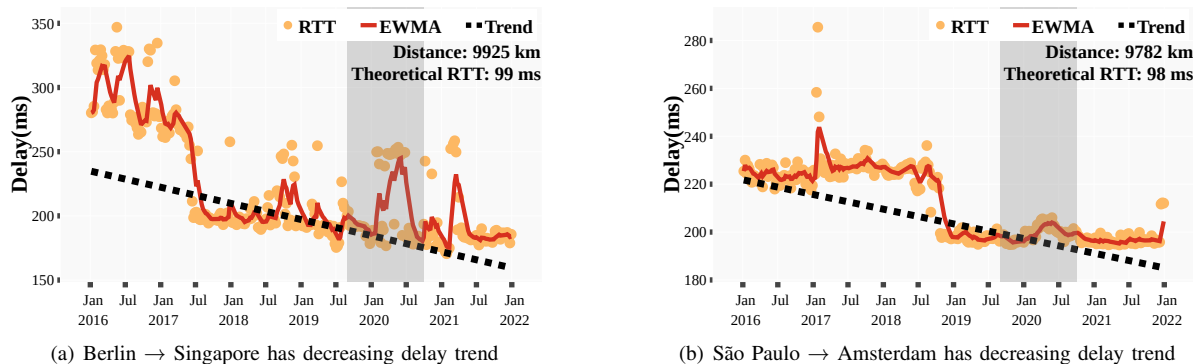 RTT EWMA Trend
Distance: 9925 km
Theoretical RTT: 99 ms
Delay(ms)
350
300
250
200
150
Jan Jul Jan Jul Jan Jul Jan Jul Jan Jul Jan Jul Jan
2016 2017 2018 2019 2020 2021 2022
(a) Berlin → Singapore has decreasing delay trend
RTT EWMA Trend
Distance: 9782 km
Theoretical RTT: 98 ms
Delay(ms)
280
260
240
220
200
180
Jan Jul Jan Jul Jan Jul Jan Jul Jan Jul Jan Jul Jan
2016 2017 2018 2019 2020 2021 2022
(b) São Paulo → Amsterdam has decreasing delay trend